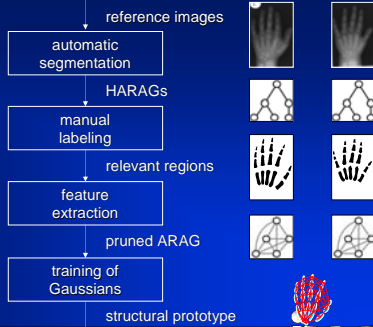 reference images
automatic
segmentation
HARAGs
manual
labeling
relevant regions
feature
extraction
pruned ARAG
training of
Gaussians
structural prototype